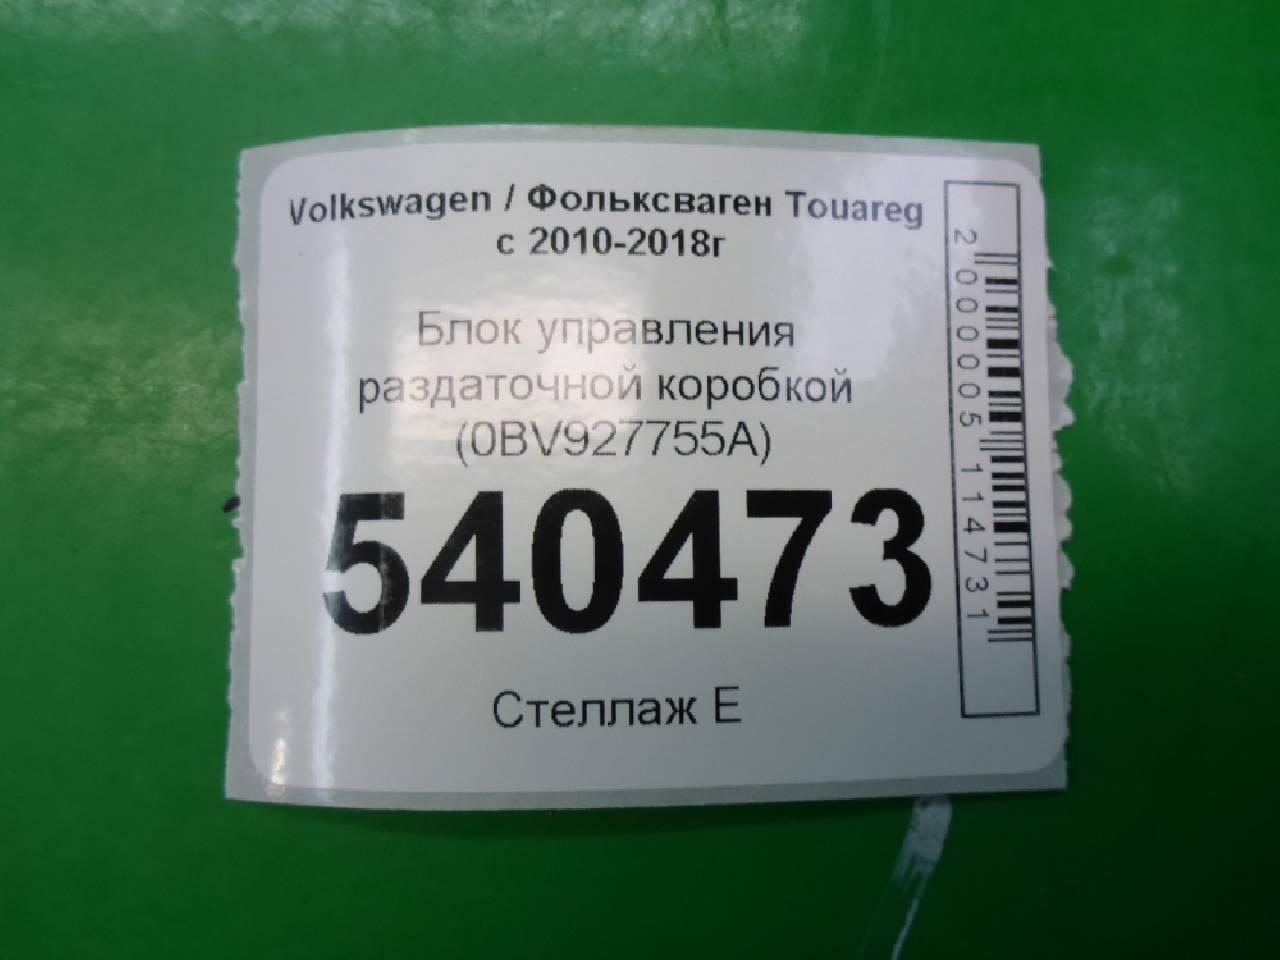 Volkswagen / Фольксваген Touareg
с 2010-2018г
Блок управления
раздаточной коробкой
(0BV927755A)
540473
Стеллаж Е
2000005114731